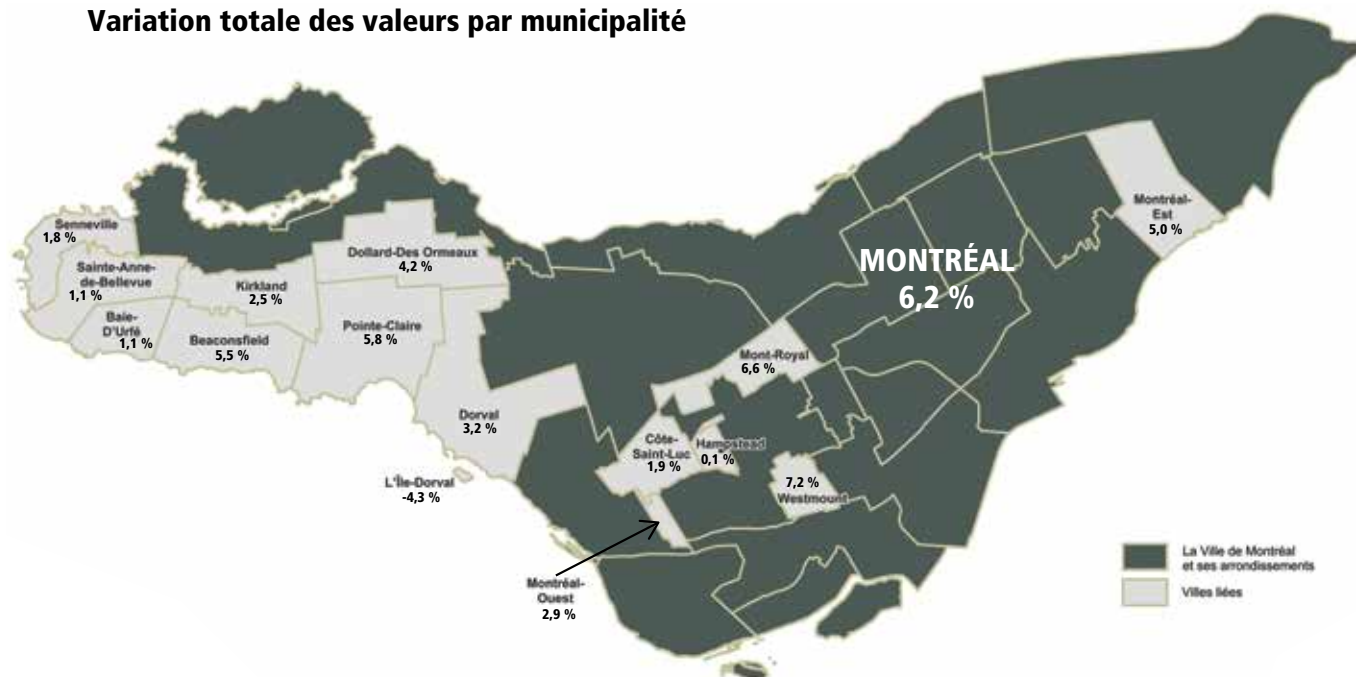 Variation totale des valeurs par municipalité
Senneville
1,8 %
Sainte-Anne-
de-Bellevue
1,1 %
Baie-
D'Urfé
1,1 %
Kirkland
2,5 %
Beaconsfield
5,5 %
Dollard-Des Ormeaux
4,2 %
Pointe-Claire
5,8 %
Dorval
3,2 %
L'Île-Dorval
-4,3 %
Montréal-
Ouest
2,9 %
Côte-
Saint-Luc
1,9 %
Hampstead
0,1 %
Mont-Royal
6,6 %
7,2 %
Westmount
MONTRÉAL
6,2 %
Montréal-
Est
5,0 %
La Ville de Montréal
et ses arrondissements
Villes liées